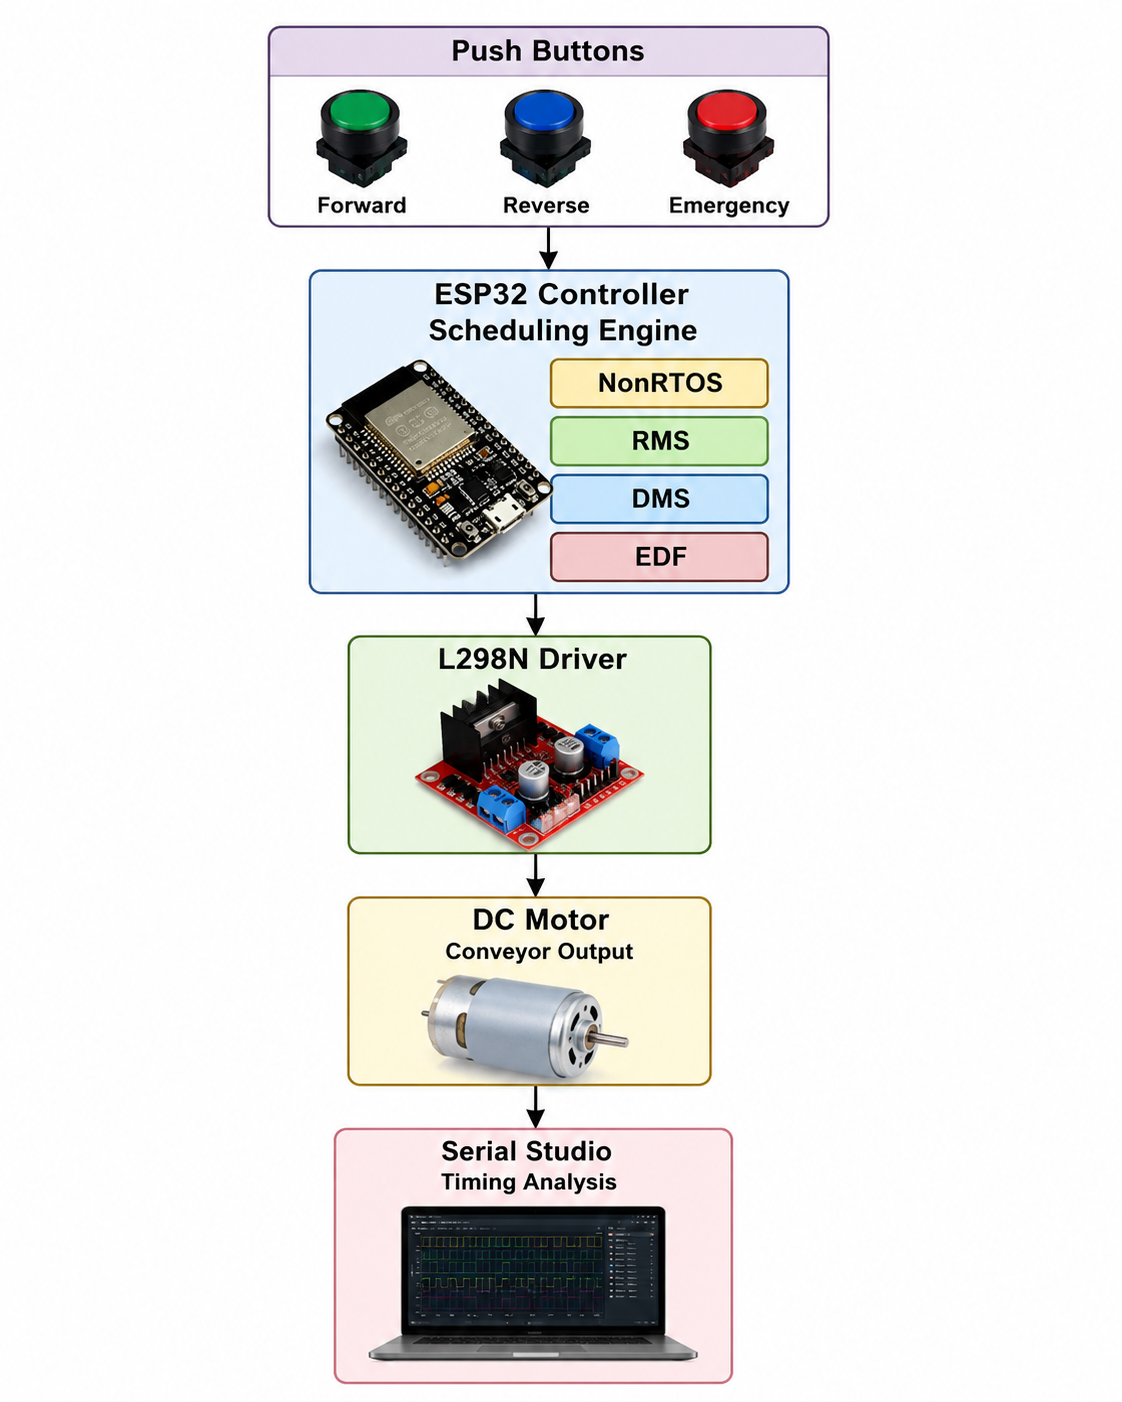 Push Buttons
Forward
Reverse
Emergency
ESP32 Controller
Scheduling Engine
NonRTOS
RMS
DMS
EDF
L298N Driver
DC Motor
Conveyor Output
Serial Studio
Timing Analysis